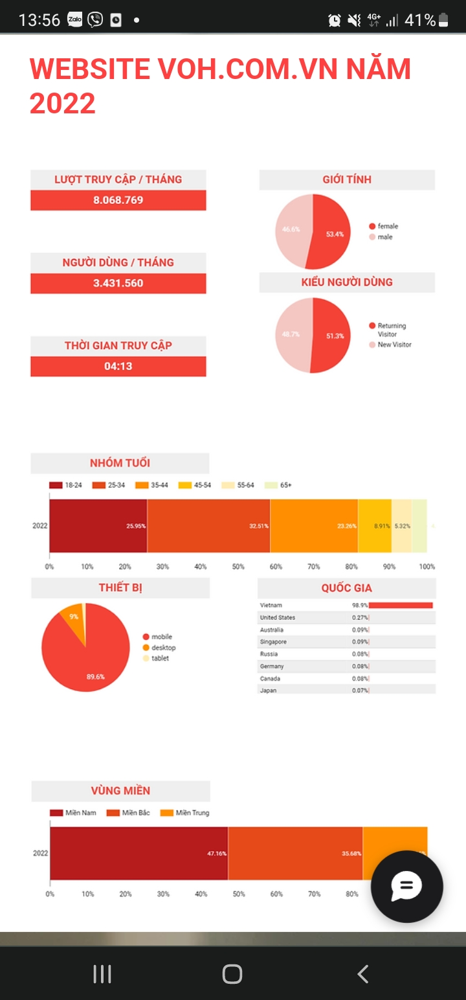 13:56
Zalo
4G+
41%
WEBSITE VOH.COM.VN NĂM
2022
LƯỢT TRUY CẬP / THÁNG
8.068.769
NGƯỜI DÙNG / THÁNG
3.431.560
THỜI GIAN TRUY CẬP
04:13
GIỚI TÍNH
46.6%
53.4%
female
male
KIỂU NGƯỜI DÙNG
48.7%
51.3%
Returning
Visitor
New Visitor
NHÓM TUỔI
18-24 25-34 35-44 45-54 55-64 65+
2022 25.95% 32.51% 23.26% 8.91% 5.32%
0% 10% 20% 30% 40% 50% 60% 70% 80% 90% 100%
THIẾT BỊ
9%
89.6%
mobile
desktop
tablet
QUỐC GIA
Vietnam 98.9%
United States 0.27%
Australia 0.09%
Singapore 0.09%
Russia 0.08%
Germany 0.08%
Canada 0.08%
Japan 0.07%
VÙNG MIỀN
Miền Nam Miền Bắc Miền Trung
2022 47.16% 35.68%
0% 10% 20% 30% 40% 50% 60% 70% 80%